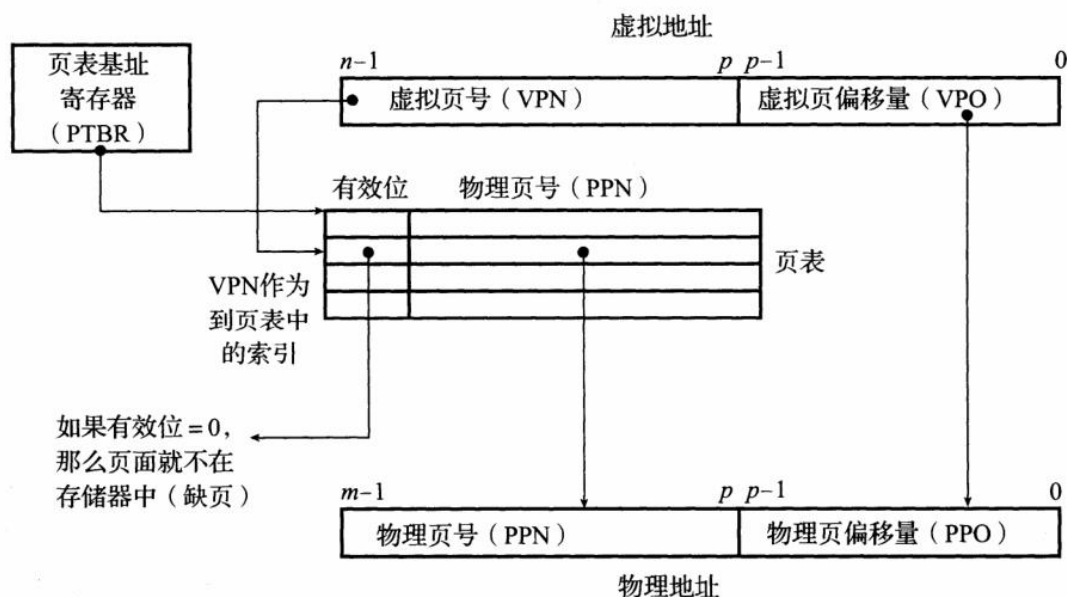 虚拟地址
页表基址
寄存器
(PTBR)
n-1 p p-1 0
虚拟页号(VPN) 虚拟页偏移量(VPO)
有效位 物理页号(PPN)
页表
VPN作为
到页表中
的索引
如果有效位=0,
那么页面就不在
存储器中(缺页)
m-1 p p-1 0
物理页号(PPN) 物理页偏移量(PPO)
物理地址